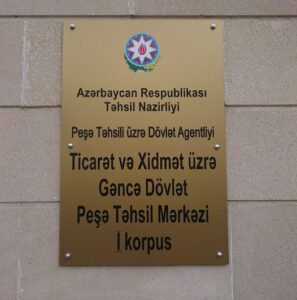 Azərbaycan Respublikası
Təhsil Nazirliyi
Peşə Təhsili üzrə Dövlət Agentliyi
Ticarət və Xidmət üzrə
Gəncə Dövlət
Peşə Təhsil Mərkəzi
I korpus